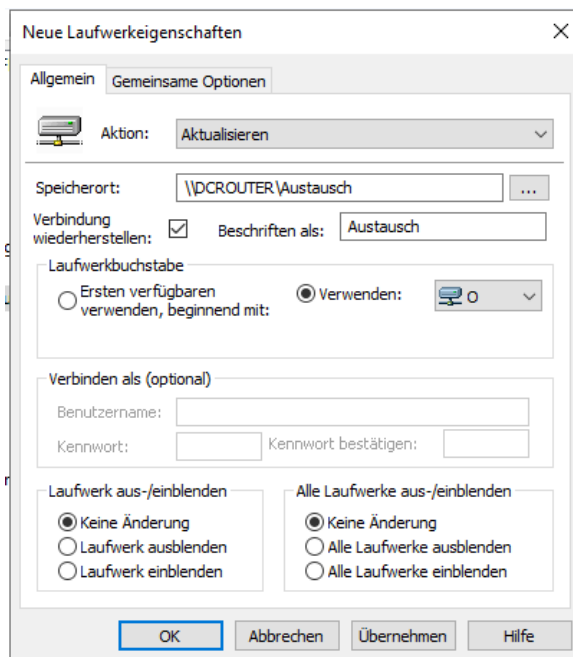 Neue Laufwerkeigenschaften
Allgemein
Gemeinsame Optionen
Aktion:
Aktualisieren
Speicherort:
\\DCROUTER\Austausch
...
Verbindung
wiederherstellen:
Beschriften als:
Austausch
Laufwerkbuchstabe
Ersten verfügbaren
verwenden, beginnend mit:
Verwenden:
O
Verbinden als (optional)
Benutzername:
Kennwort:
Kennwort bestätigen:
Laufwerk aus-/einblenden
Keine Änderung
Laufwerk ausblenden
Laufwerk einblenden
Alle Laufwerke aus-/einblenden
Keine Änderung
Alle Laufwerke ausblenden
Alle Laufwerke einblenden
OK
Abbrechen
Übernehmen
Hilfe